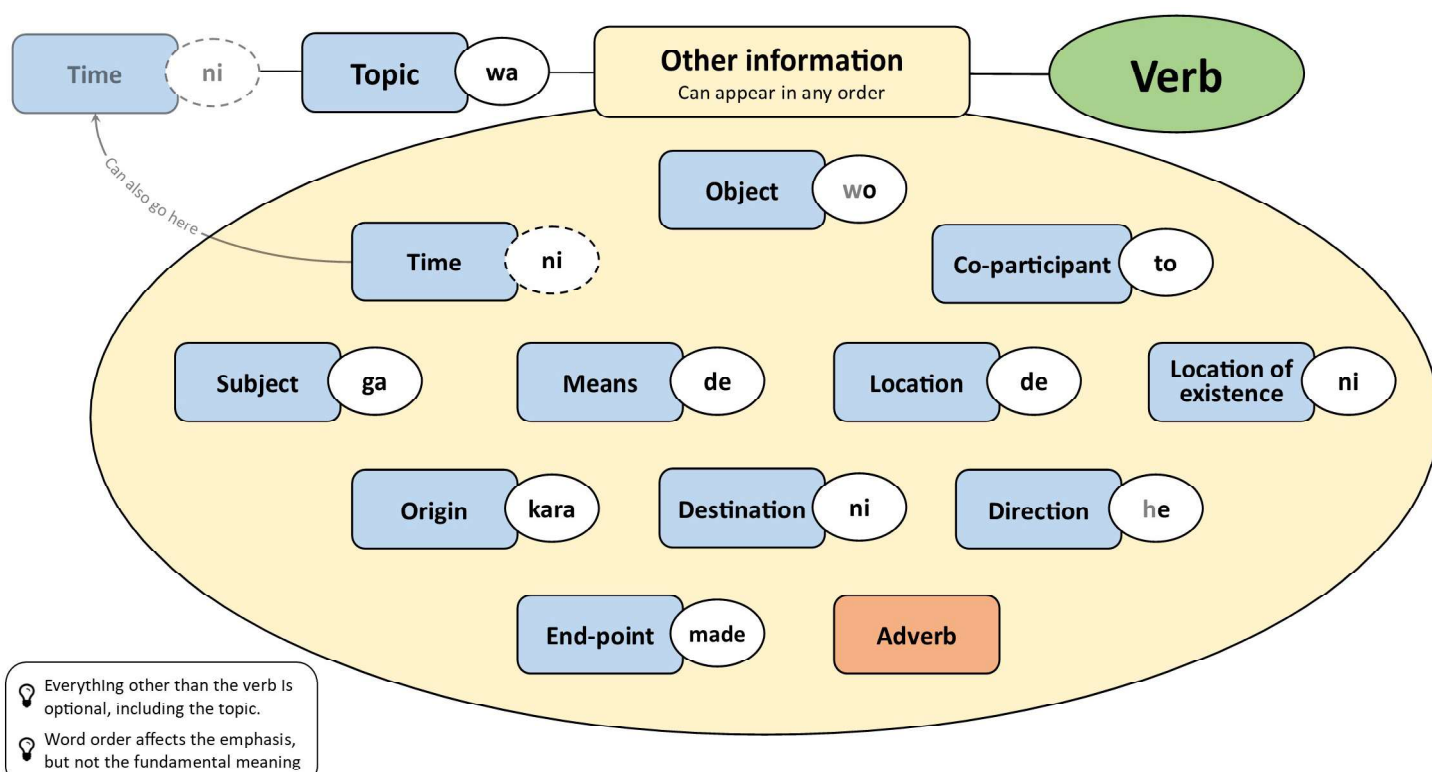 Time ni
Topic wa
Other information
Can appear in any order
Verb
Can also go here
Object wo
Time ni
Co-participant to
Subject ga
Means de
Location de
Location of
existence ni
Origin kara
Destination ni
Direction he
End-point made
Adverb
Everything other than the verb is
optional, including the topic.
Word order affects the emphasis,
but not the fundamental meaning